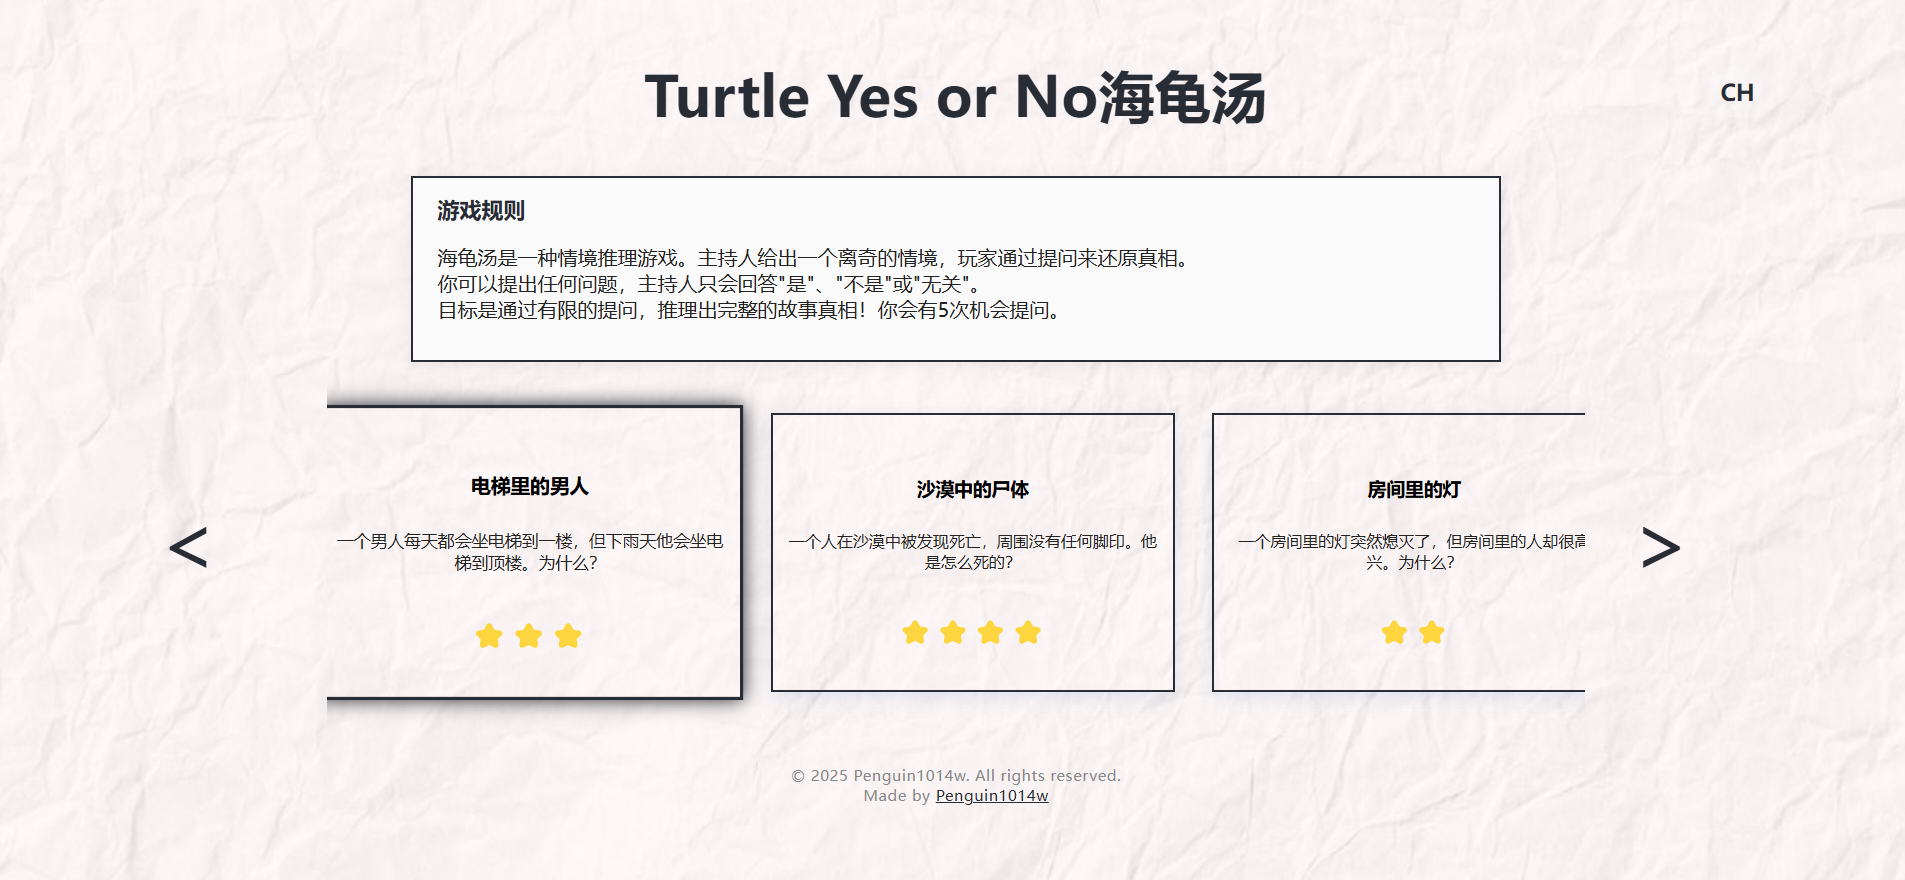 Turtle Yes or No海龟汤
CH
游戏规则
海龟汤是一种情境推理游戏。主持人给出一个离奇的情境，玩家通过提问来还原真相。
你可以提出任何问题，主持人只会回答"是"、"不是"或"无关"。
目标是通过有限的提问，推理出完整的故事真相！你会有5次机会提问。
<
电梯里的男人
一个男人每天都会坐电梯到一楼，但下雨天他会坐电
梯到顶楼。为什么？
沙漠中的尸体
一个人在沙漠中被发现死亡，周围没有任何脚印。他
是怎么死的？
房间里的灯
一个房间里的灯突然熄灭了，但房间里的人却很高
兴。为什么？
>
© 2025 Penguin1014w. All rights reserved.
Made by Penguin1014w